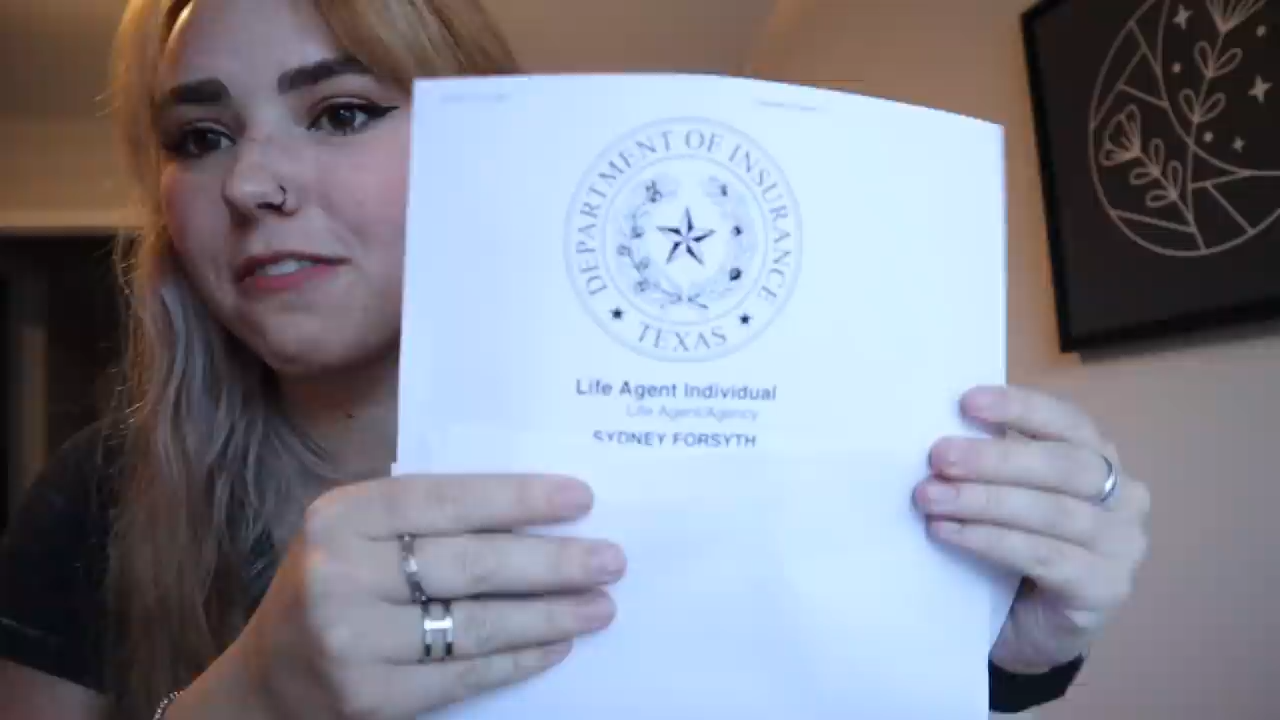 DEPARTMENT OF INSURANCE
TEXAS
Life Agent Individual
Life Agent/Agency
SYDNEY FORSYTH